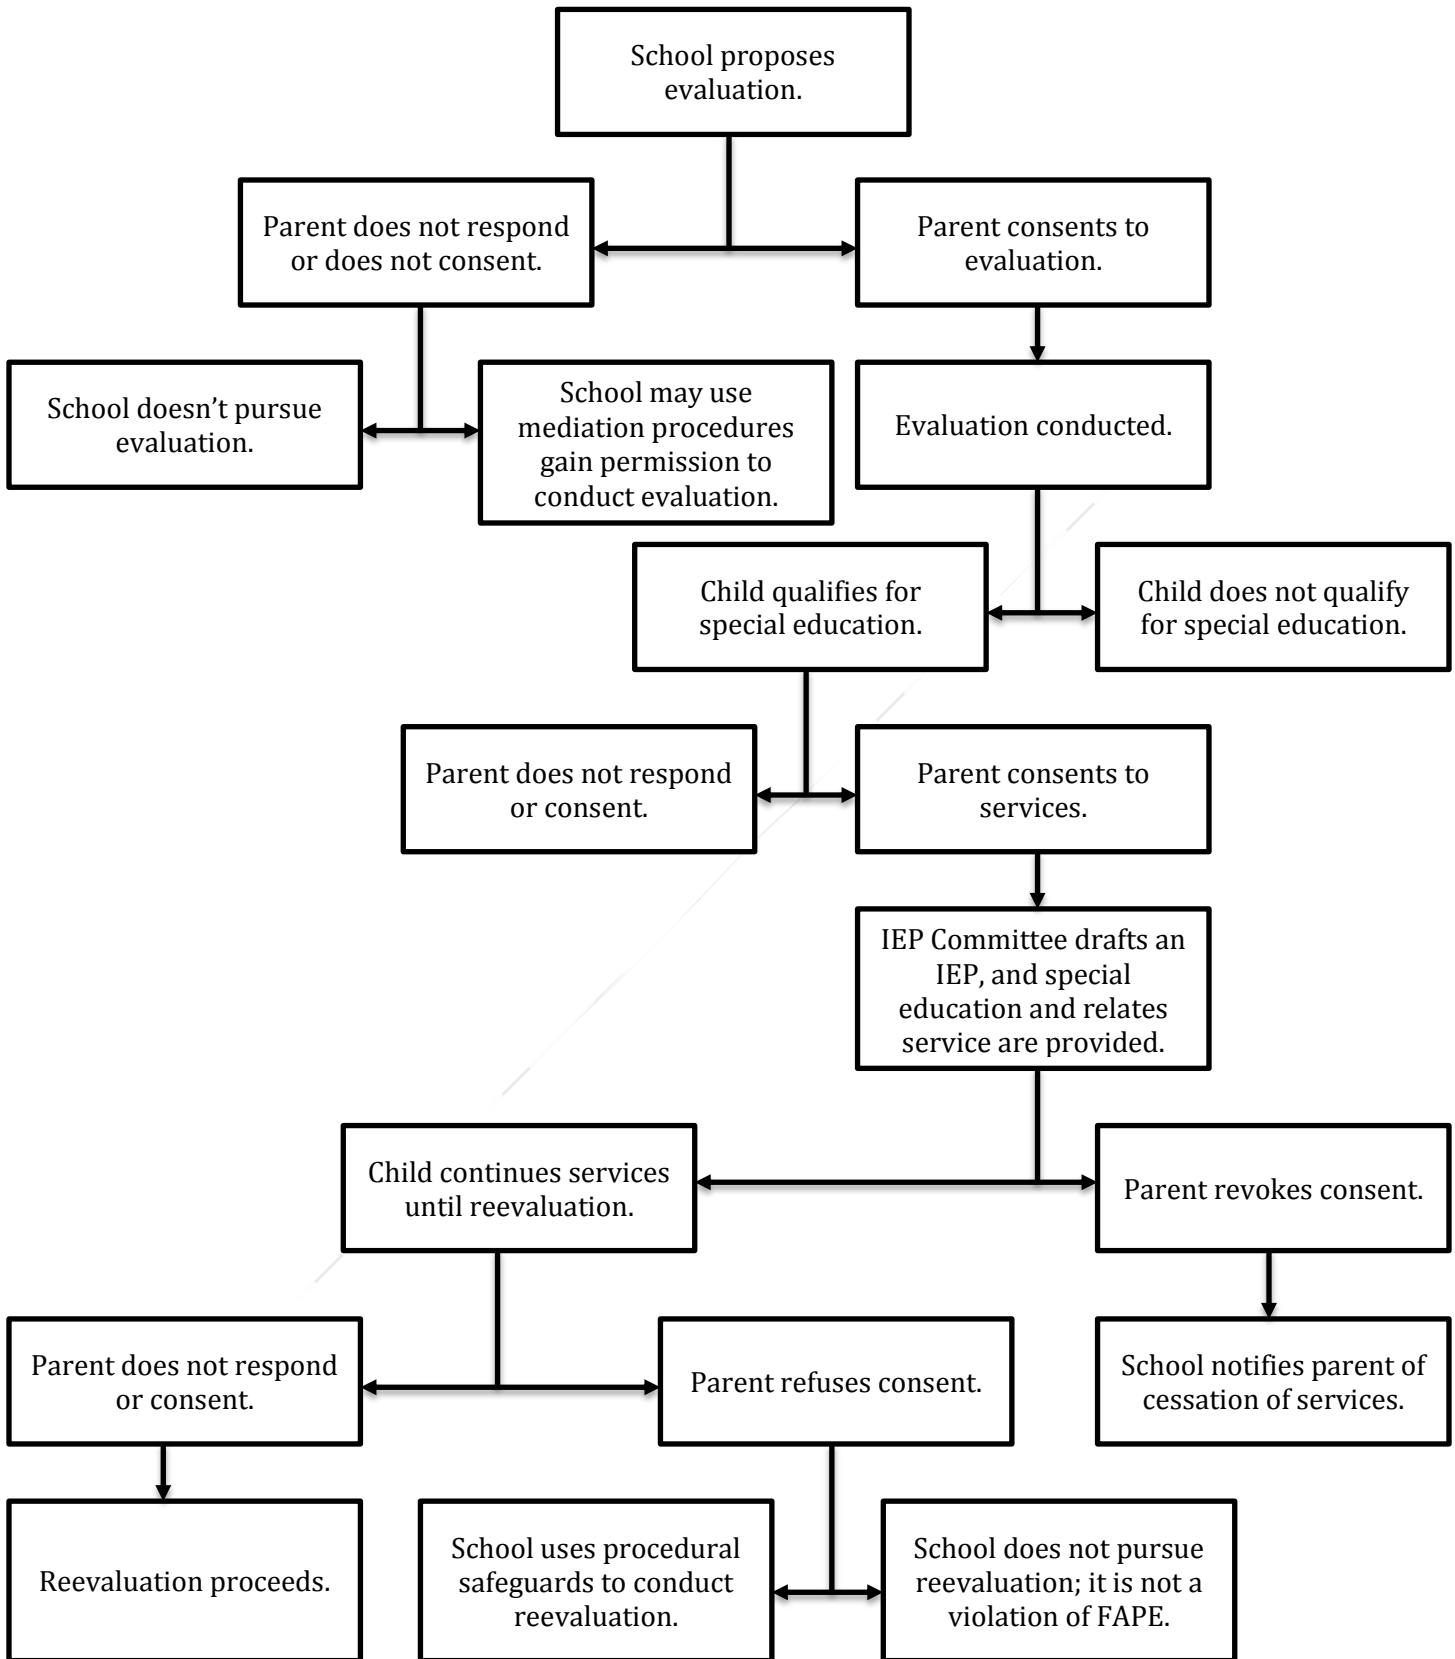 School proposes
evaluation.
Parent does not respond
or does not consent.
Parent consents to
evaluation.
School doesn’t pursue
evaluation.
School may use
mediation procedures
gain permission to
conduct evaluation.
Evaluation conducted.
Child qualifies for
special education.
Child does not qualify
for special education.
Parent does not respond
or consent.
Parent consents to
services.
IEP Committee drafts an
IEP, and special
education and relates
service are provided.
Child continues services
until reevaluation.
Parent revokes consent.
Parent does not respond
or consent.
Parent refuses consent.
School notifies parent of
cessation of services.
Reevaluation proceeds.
School uses procedural
safeguards to conduct
reevaluation.
School does not pursue
reevaluation; it is not a
violation of FAPE.